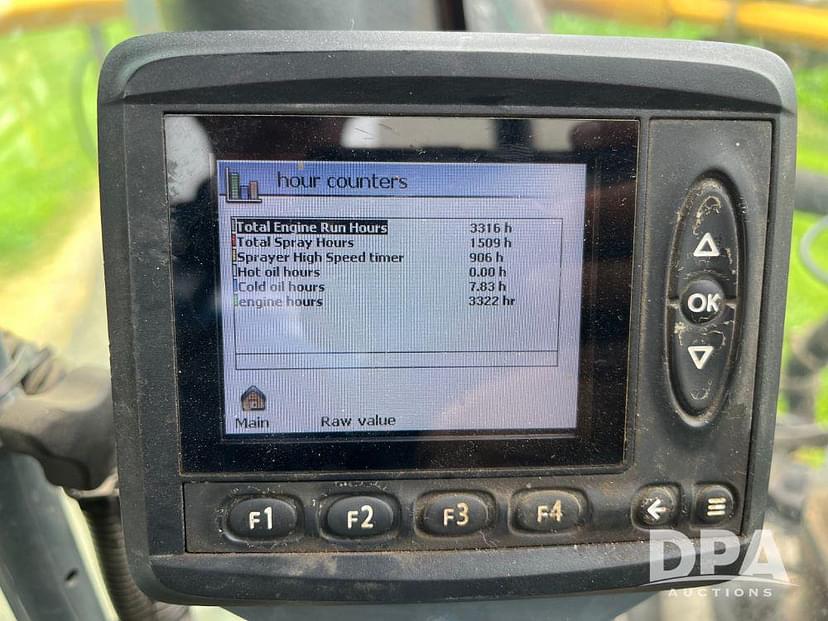 hour counters
Total Engine Run Hours 3316 h
Total Spray Hours 1509 h
Sprayer High Speed timer 906 h
Hot oil hours 0.00 h
Cold oil hours 7.83 h
engine hours 3322 hr
Main Raw value
OK
F1 F2 F3 F4
DPA
AUCTIONS